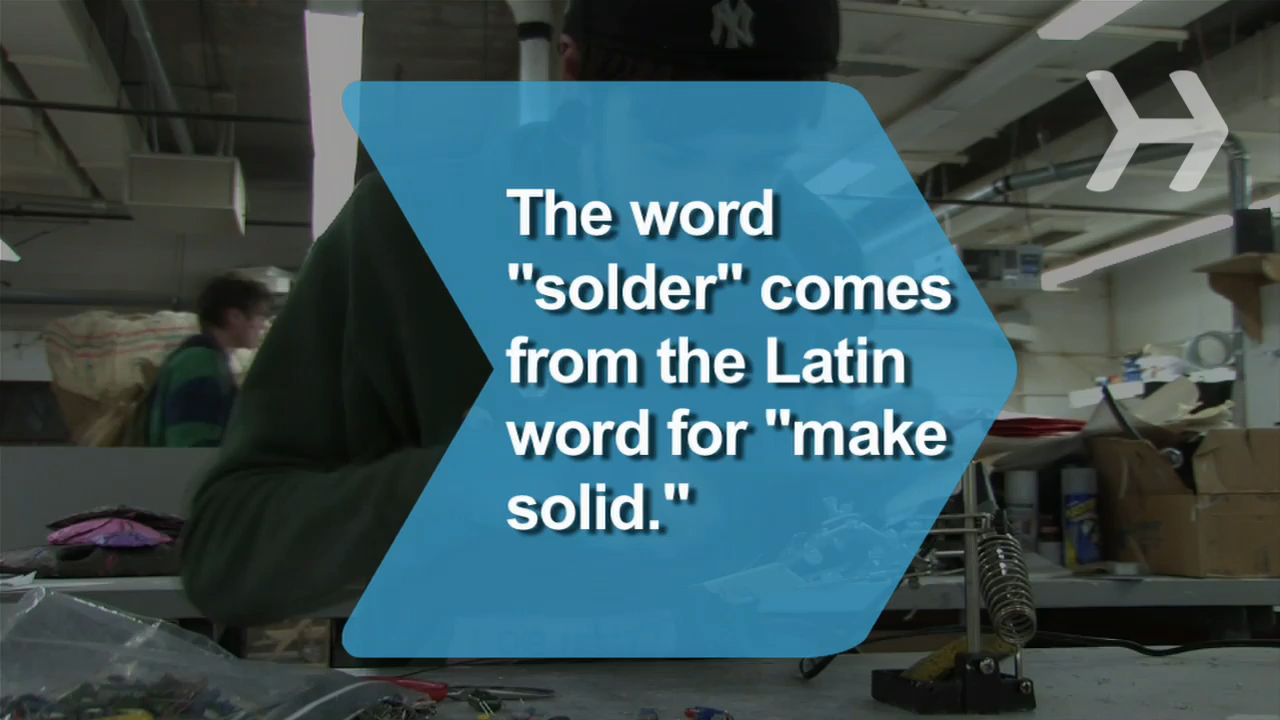 The word
"solder" comes
from the Latin
word for "make
solid."